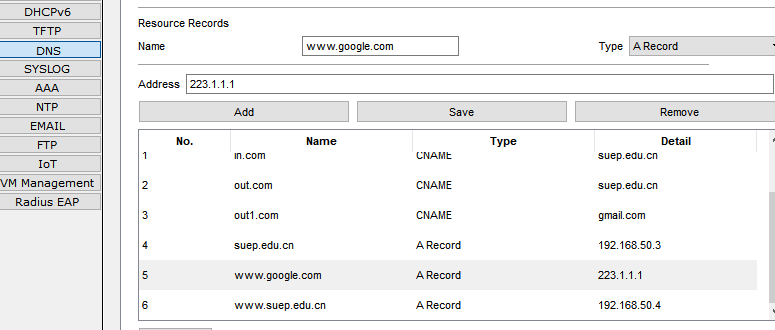 DHCPv6
TFTP
DNS
SYSLOG
AAA
NTP
EMAIL
FTP
IoT
VM Management
Radius EAP
Resource Records
Name www.google.com Type A Record
Address 223.1.1.1
Add Save Remove
No. Name Type Detail
1 in.com CNAME suep.edu.cn
2 out.com CNAME suep.edu.cn
3 out1.com CNAME gmail.com
4 suep.edu.cn A Record 192.168.50.3
5 www.google.com A Record 223.1.1.1
6 www.suep.edu.cn A Record 192.168.50.4